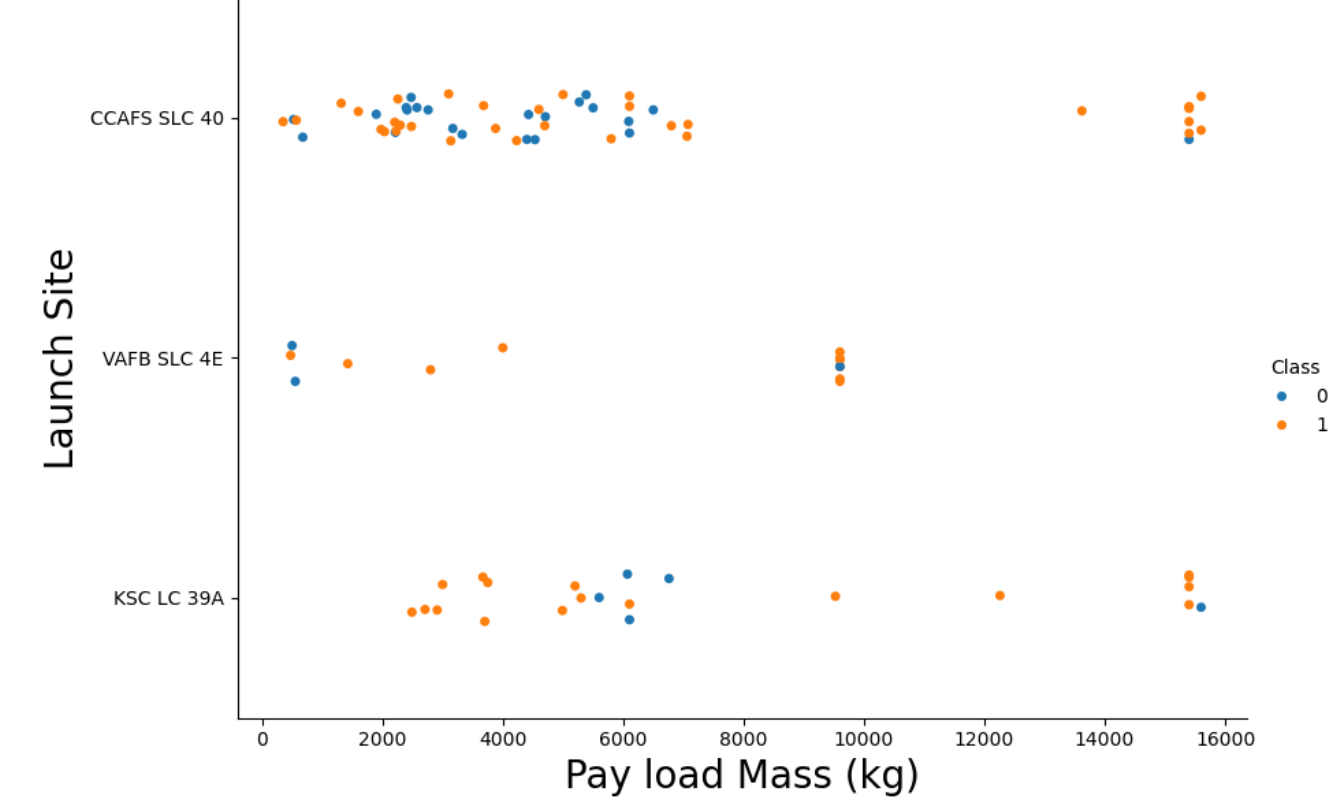 CCAFS SLC 40
VAFB SLC 4E
KSC LC 39A
Launch Site
0 2000 4000 6000 8000 10000 12000 14000 16000
Pay load Mass (kg)
Class
0
1